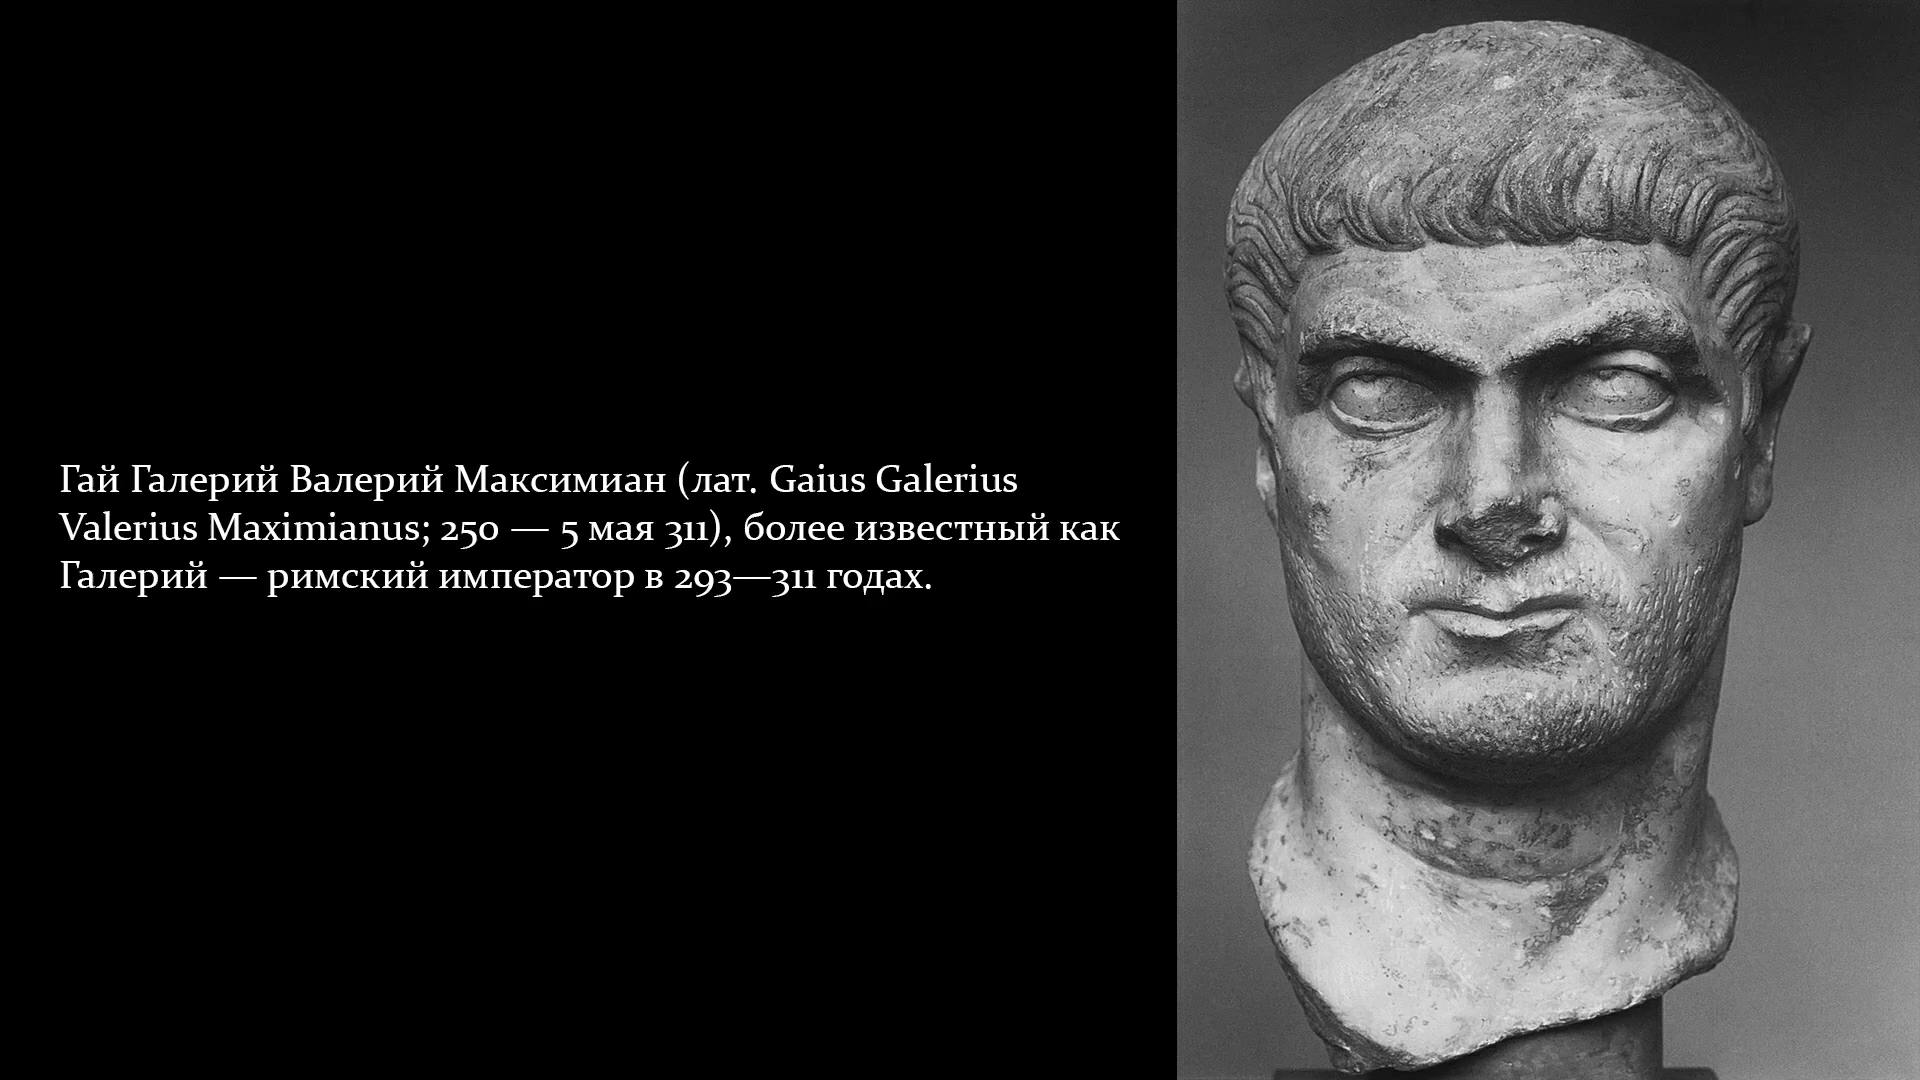 Гай Галерий Валерий Максимиан (лат. Gaius Galerius
Valerius Maximianus; 250 — 5 мая 311), более известный как
Галерий — римский император в 293—311 годах.